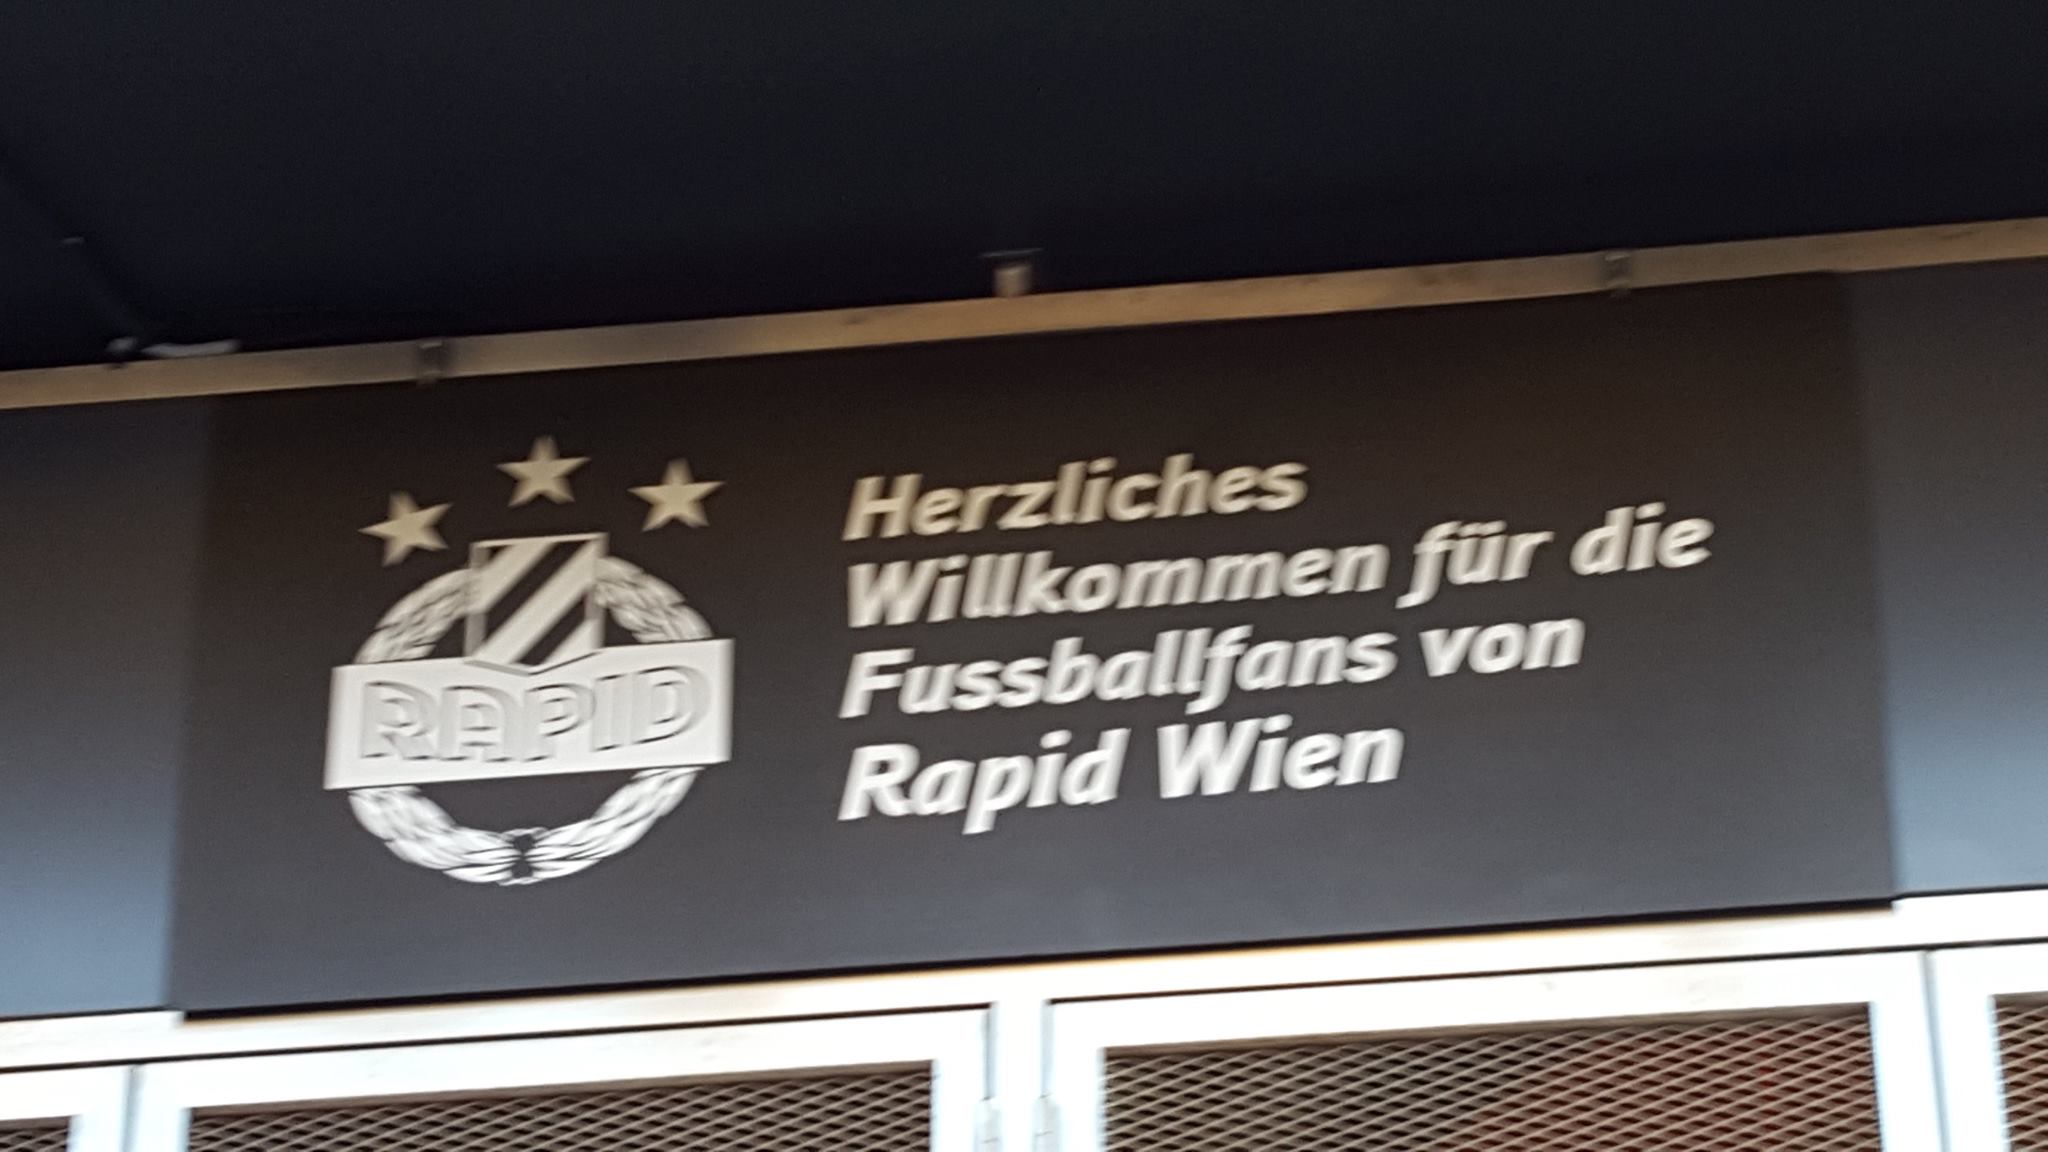 RAPID
Herzliches
Willkommen für die
Fussballfans von
Rapid Wien